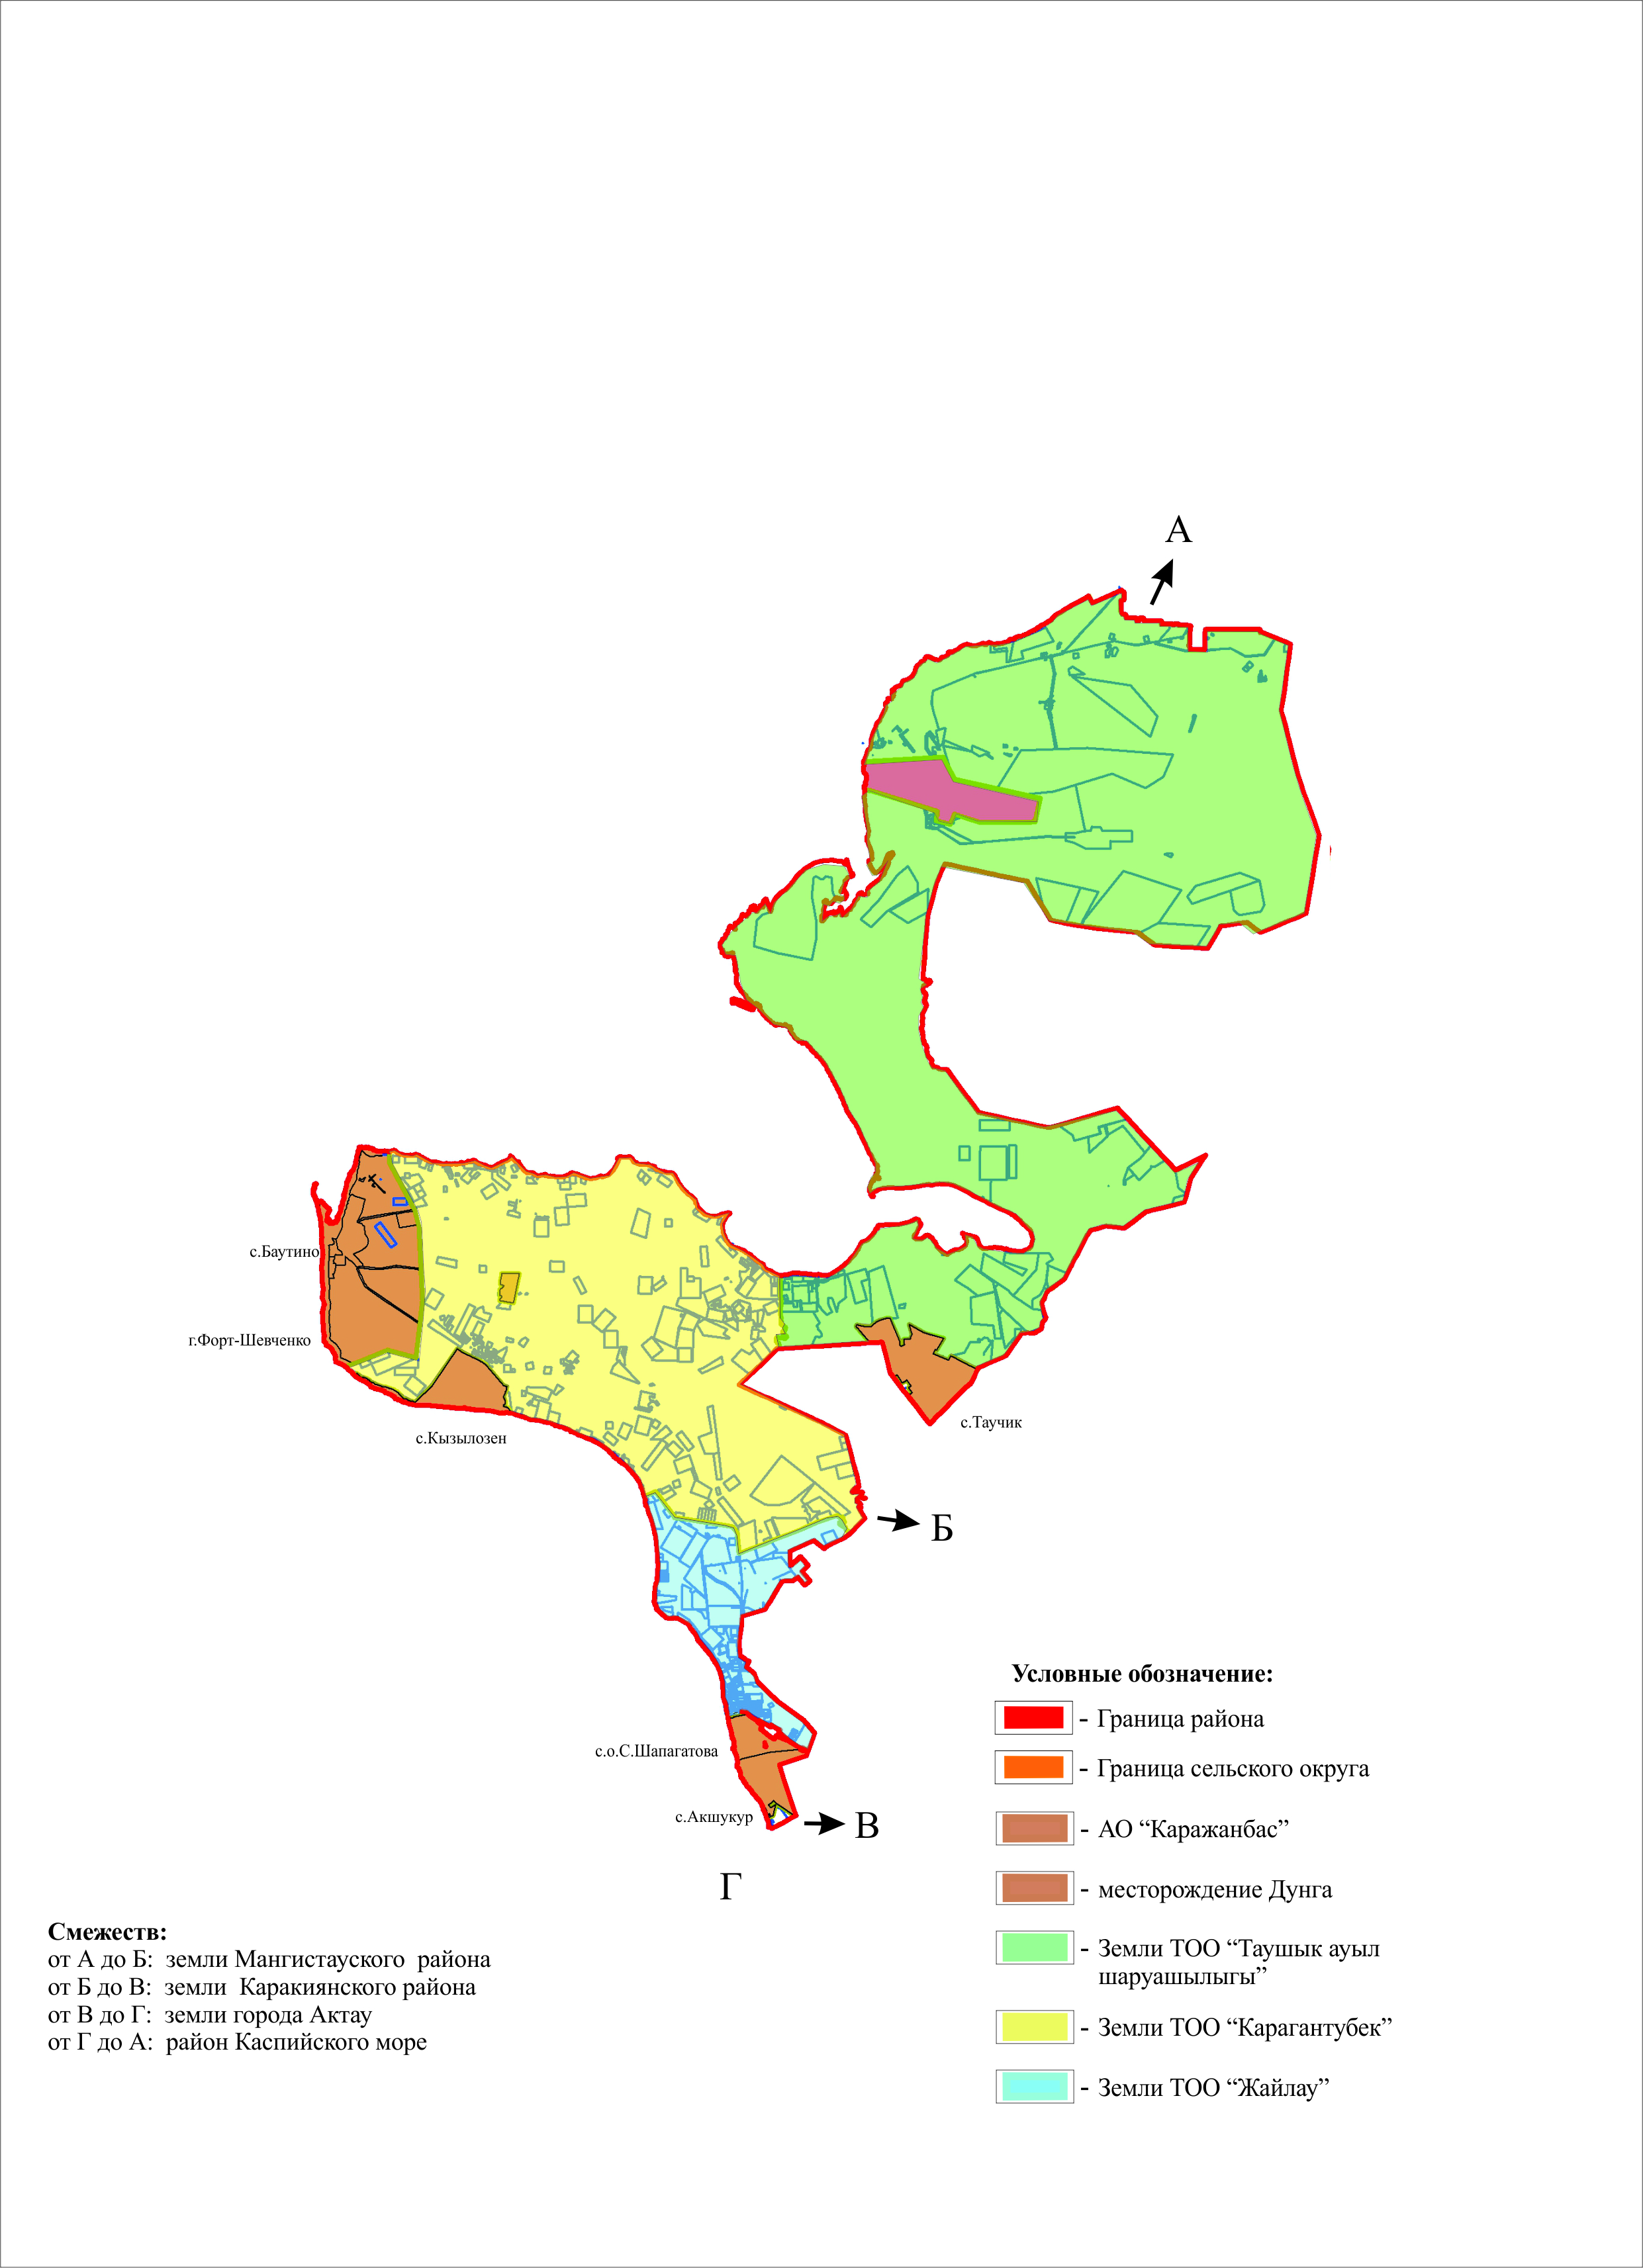 А
с.Баутино
г.Форт-Шевченко
с.Кызылозен
с.Таучик
Б
с.о.С.Шапагатова
с.Акшукур
В
Г
Условные обозначение:
- Граница района
- Граница сельского округа
- АО “Каражанбас”
- месторождение Дунга
- Земли ТОО “Таушык ауыл
шаруашылыгы”
- Земли ТОО “Карагантубек”
- Земли ТОО “Жайлау”
Смежеств:
от А до Б: земли Мангистауского района
от Б до В: земли Каракиянского района
от В до Г: земли города Актау
от Г до А: район Каспийского море